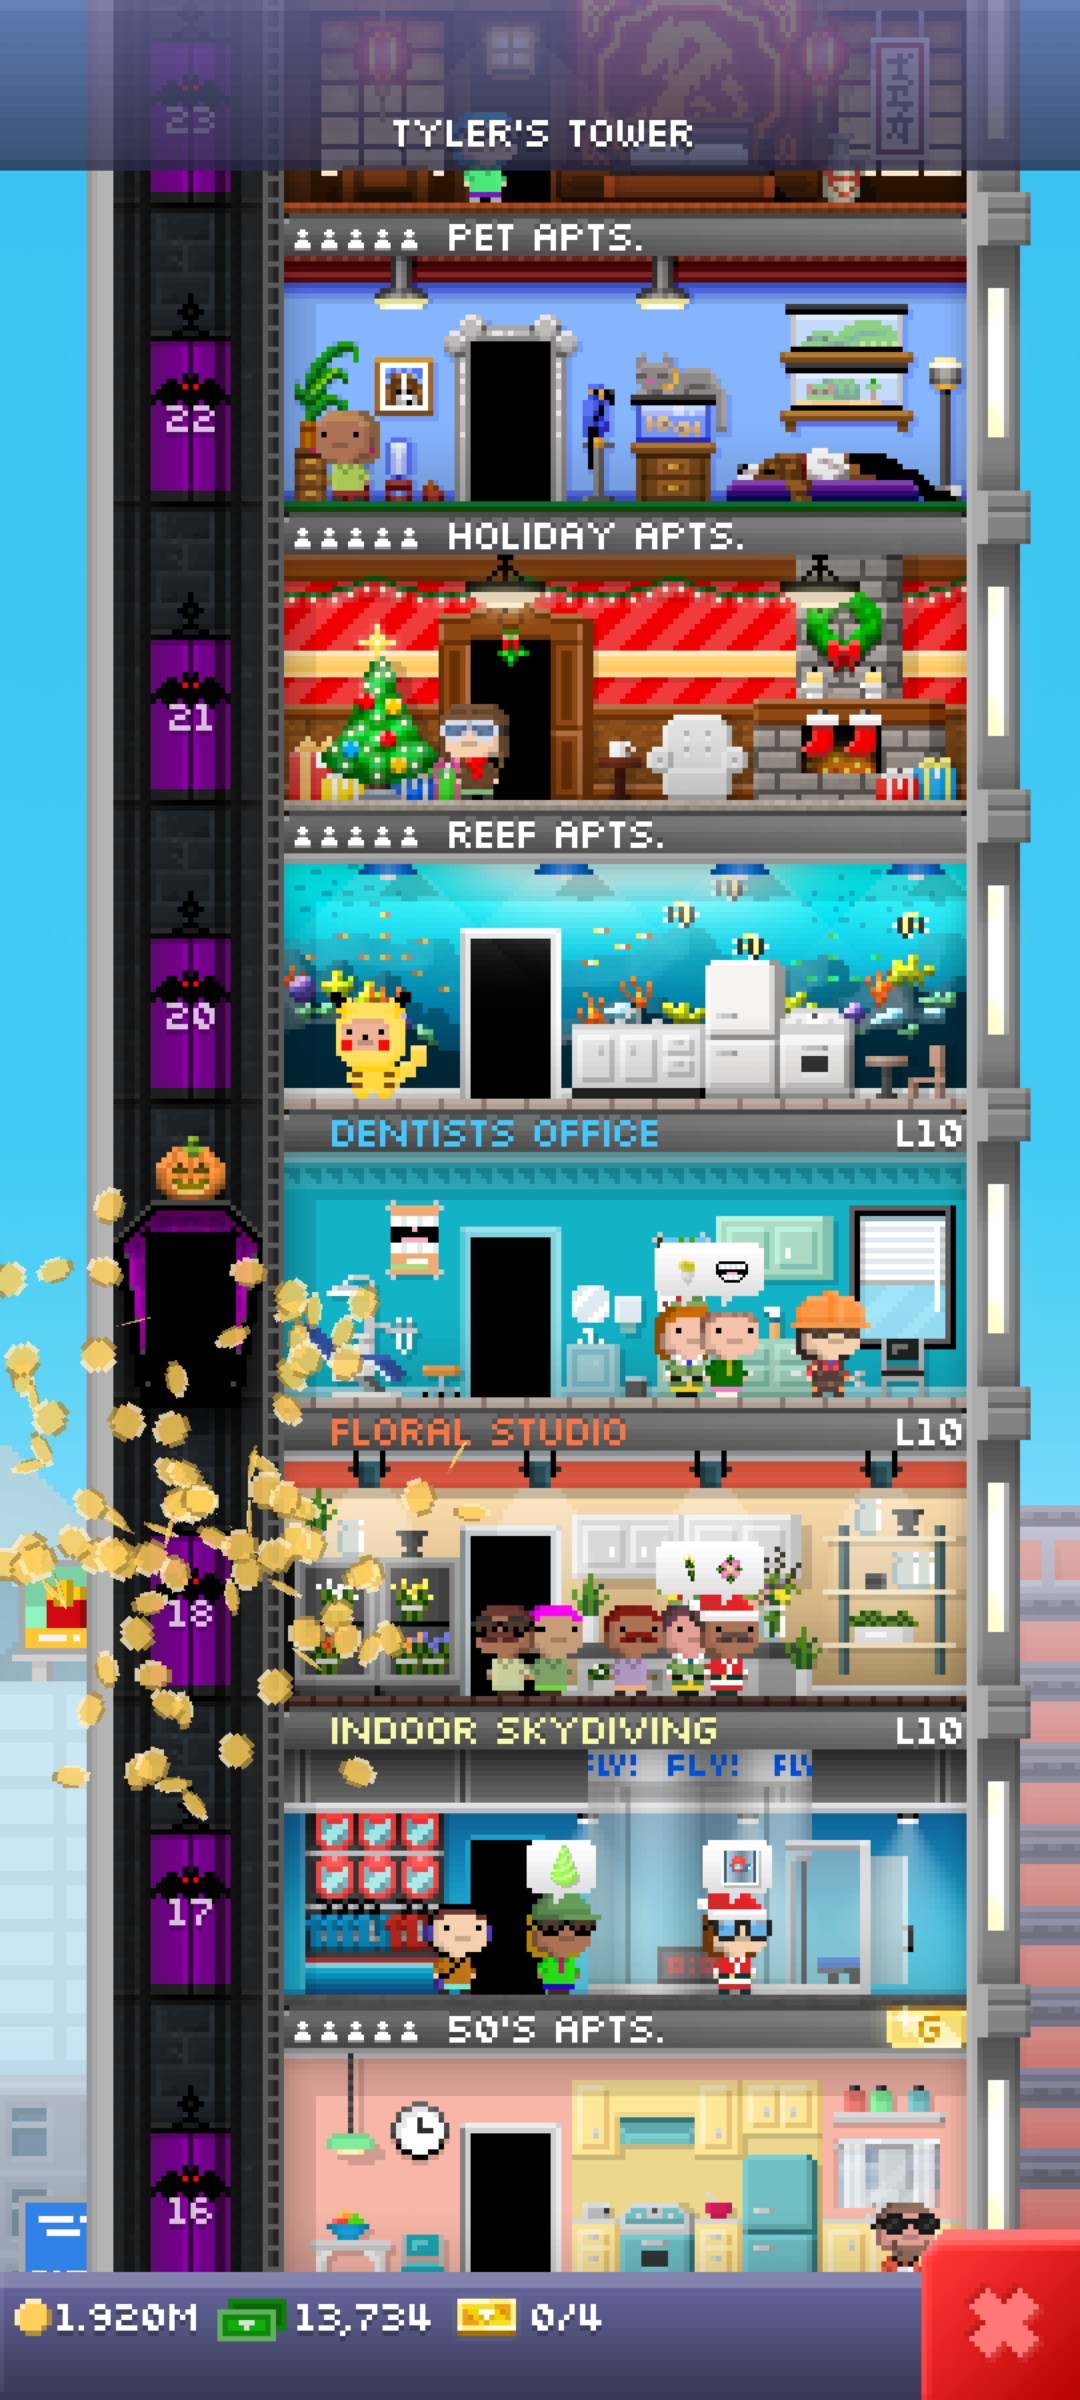 23
TYLER'S TOWER
PET APTS.
22
HOLIDAY APTS.
21
REEF APTS.
20
DENTISTS OFFICE L10
FLORAL STUDIO L10
18
INDOOR SKYDIVING L10
FLY! FLY! FLY
17
50'S APTS. G
16
1.920M 13,734 0/4